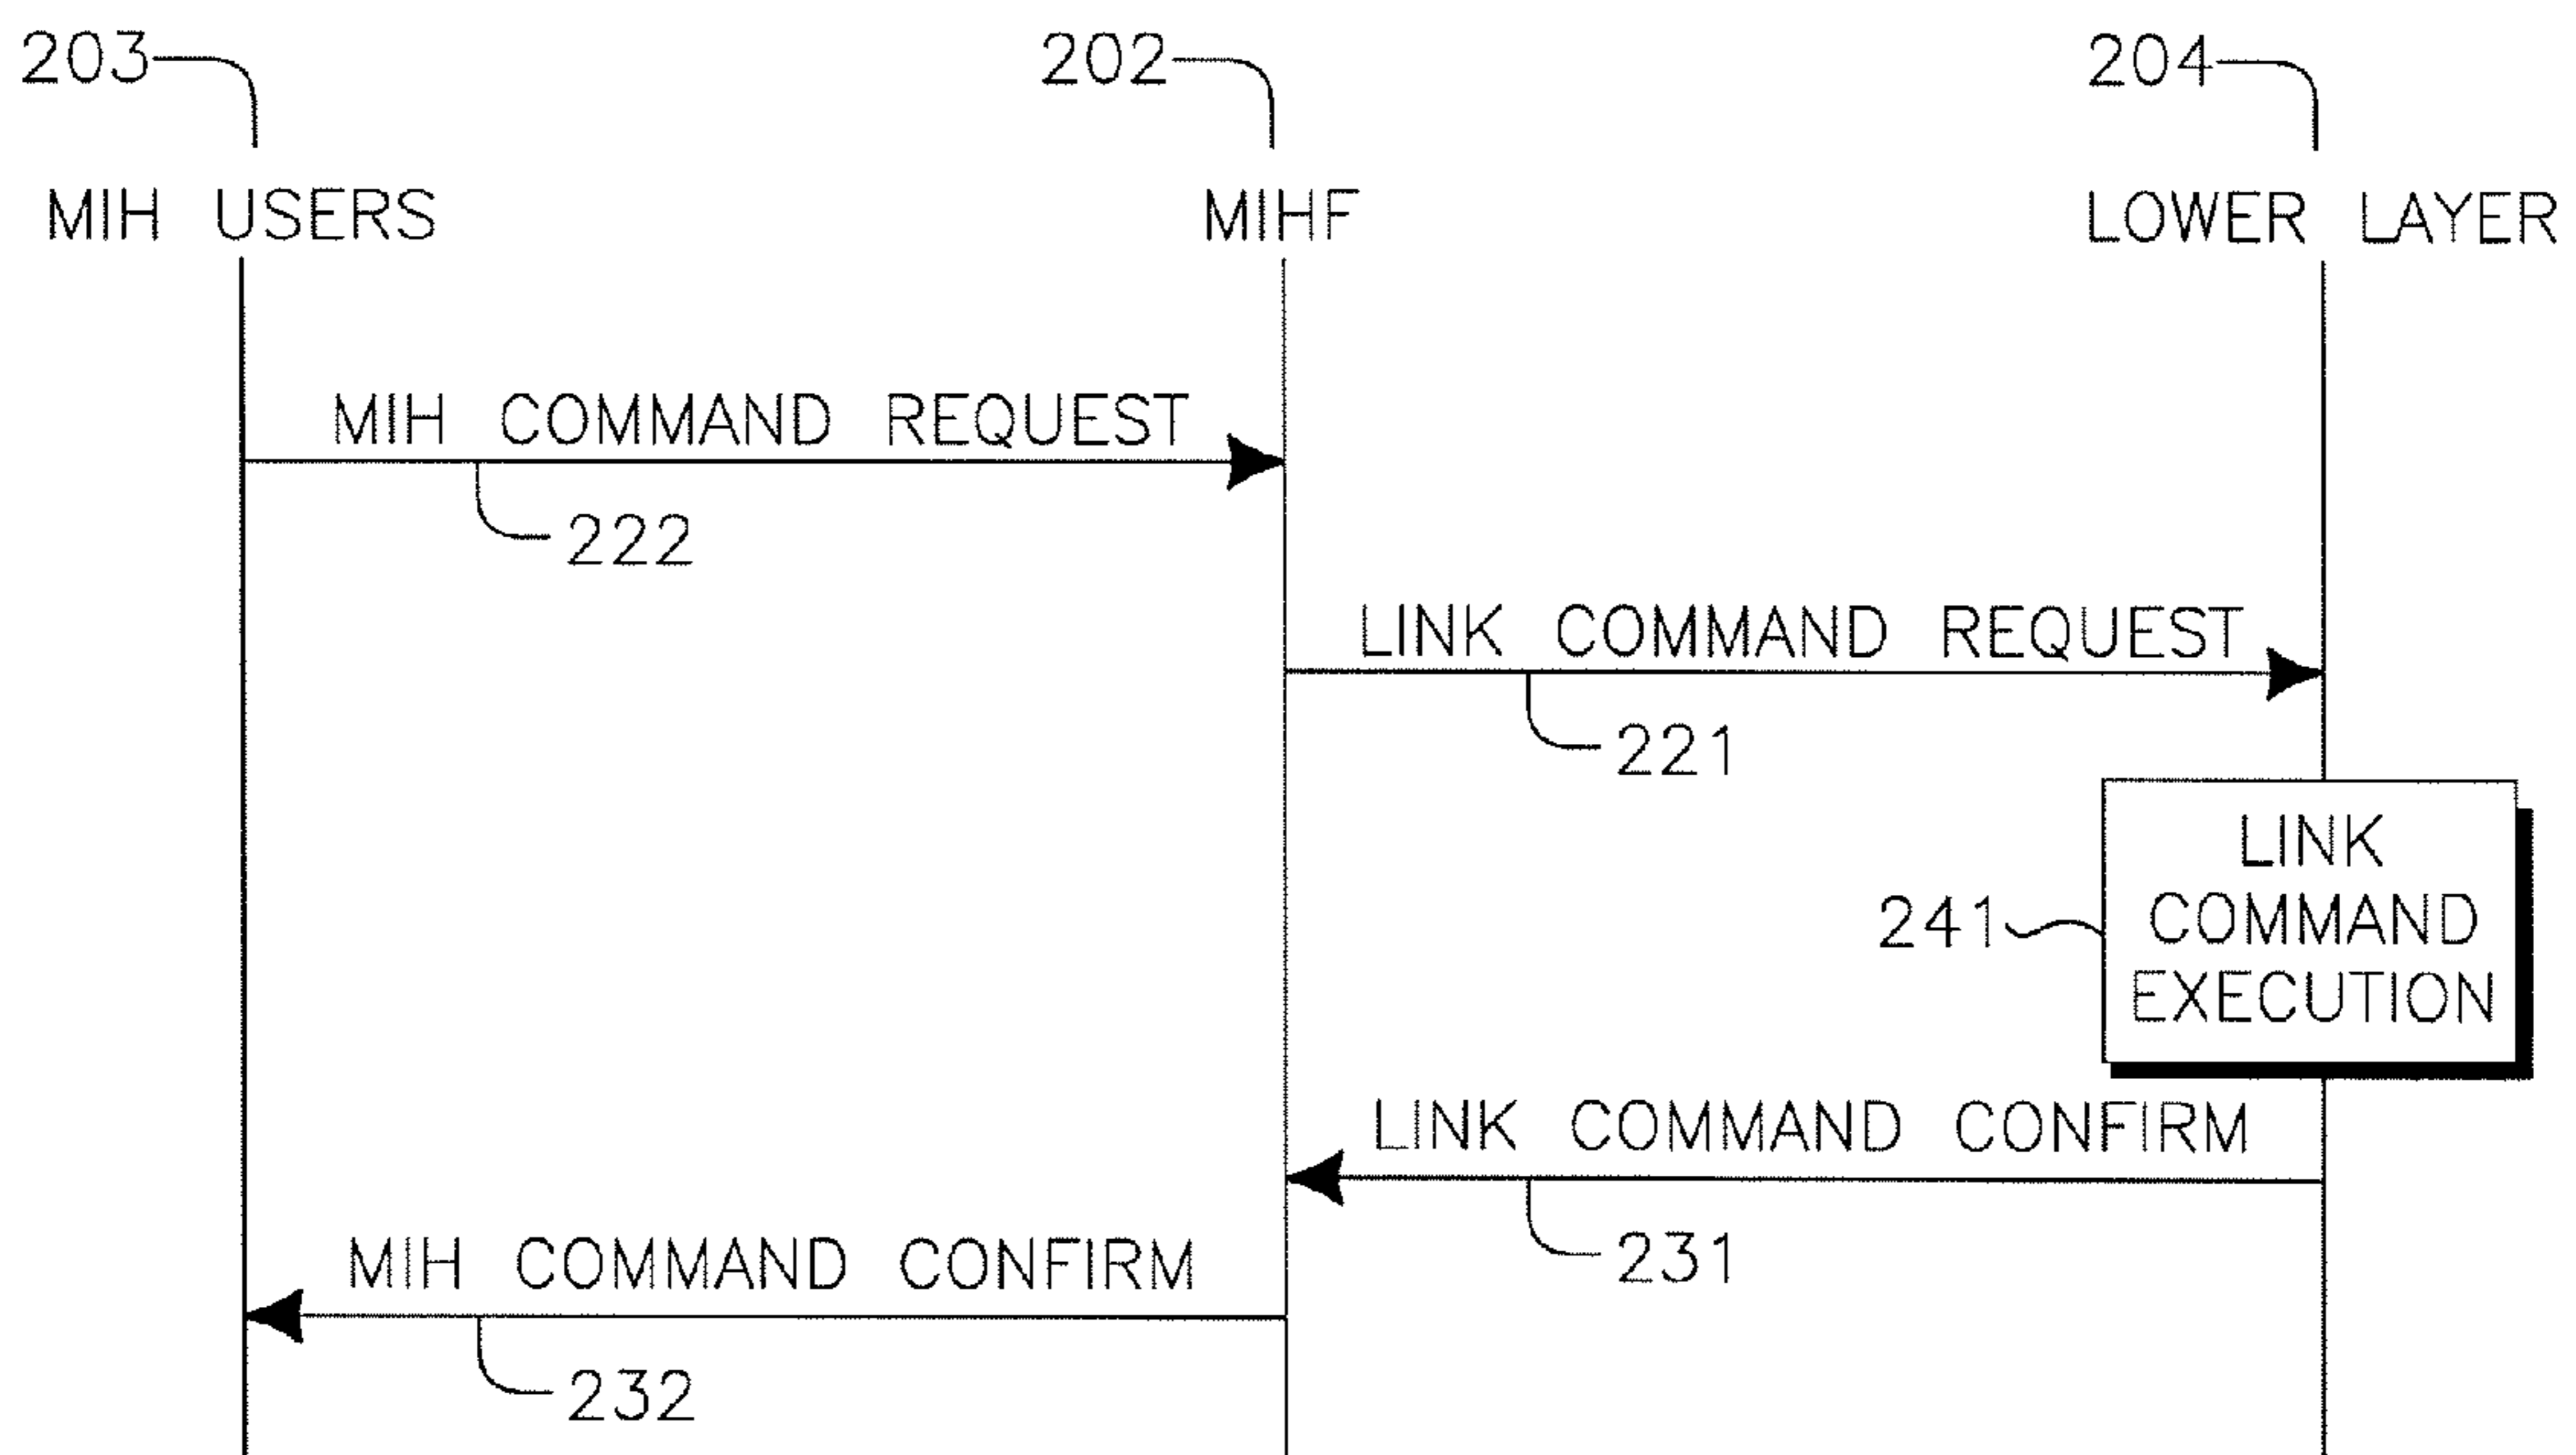 203
202
204
MIH USERS
MIHF
LOWER LAYER
MIH COMMAND REQUEST
222
LINK COMMAND REQUEST
221
LINK
COMMAND
EXECUTION
241
LINK COMMAND CONFIRM
231
MIH COMMAND CONFIRM
232